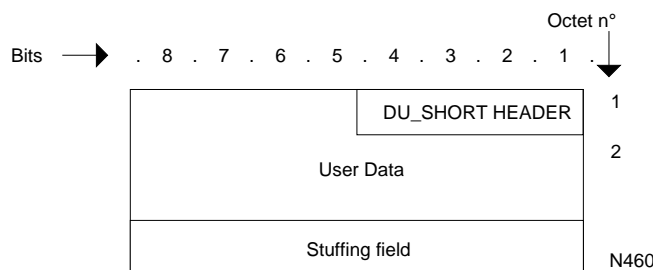 Octet n°
Bits . 8 . 7 . 6 . 5 . 4 . 3 . 2 . 1 .
DU_SHORT HEADER 1
2
User Data
Stuffing field
N460